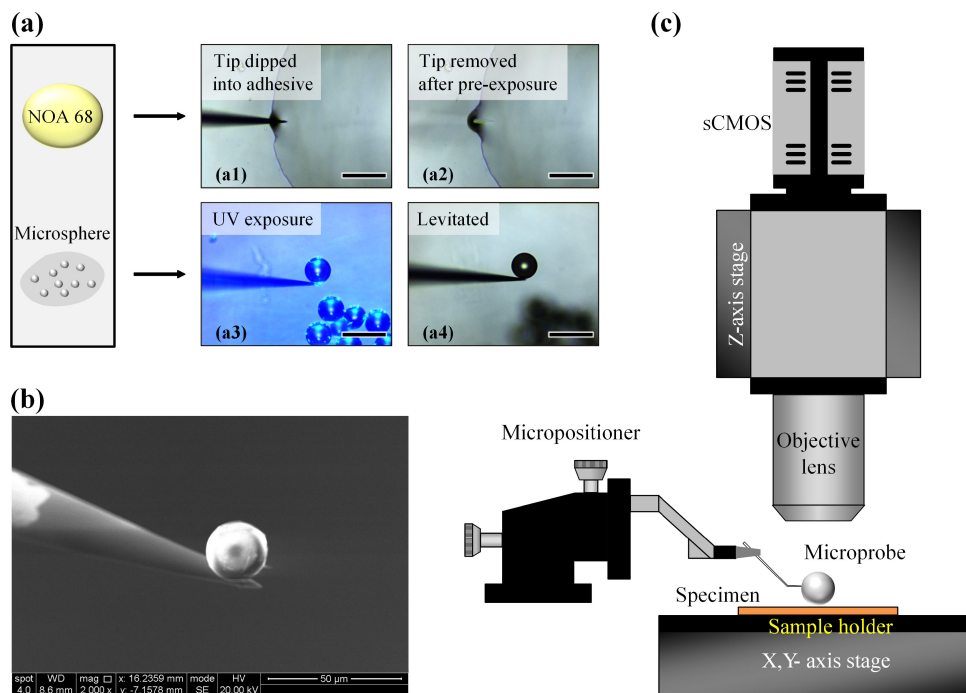 (a)
NOA 68
Microsphere
Tip dipped
into adhesive
(a1)
Tip removed
after pre-exposure
(a2)
UV exposure
(a3)
Levitated
(a4)
(b)
spot
4.0
WD
8.6 mm
mag □
2 000 x
x: 16.2359 mm
y: -7.1578 mm
mode
SE
HV
20.00 kV
50 µm
(c)
sCMOS
Z-axis stage
Objective
lens
Micropositioner
Microprobe
Specimen
Sample holder
X,Y- axis stage